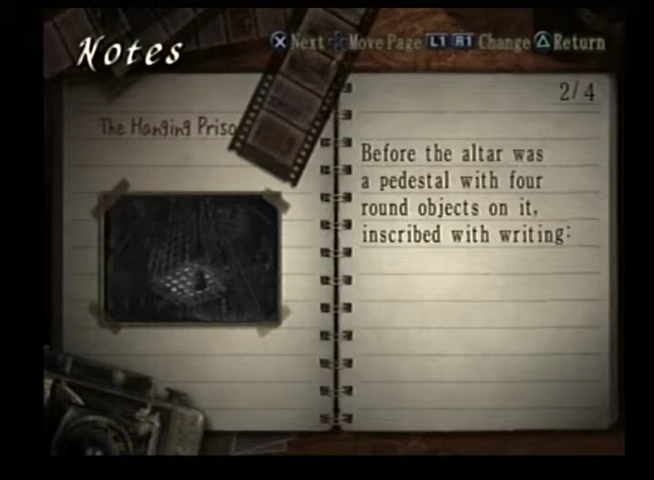 Notes
Next Move Page L1 R1 Change Return
2/4
The Hanging Priso
Before the altar was
a pedestal with four
round objects on it,
inscribed with writing: